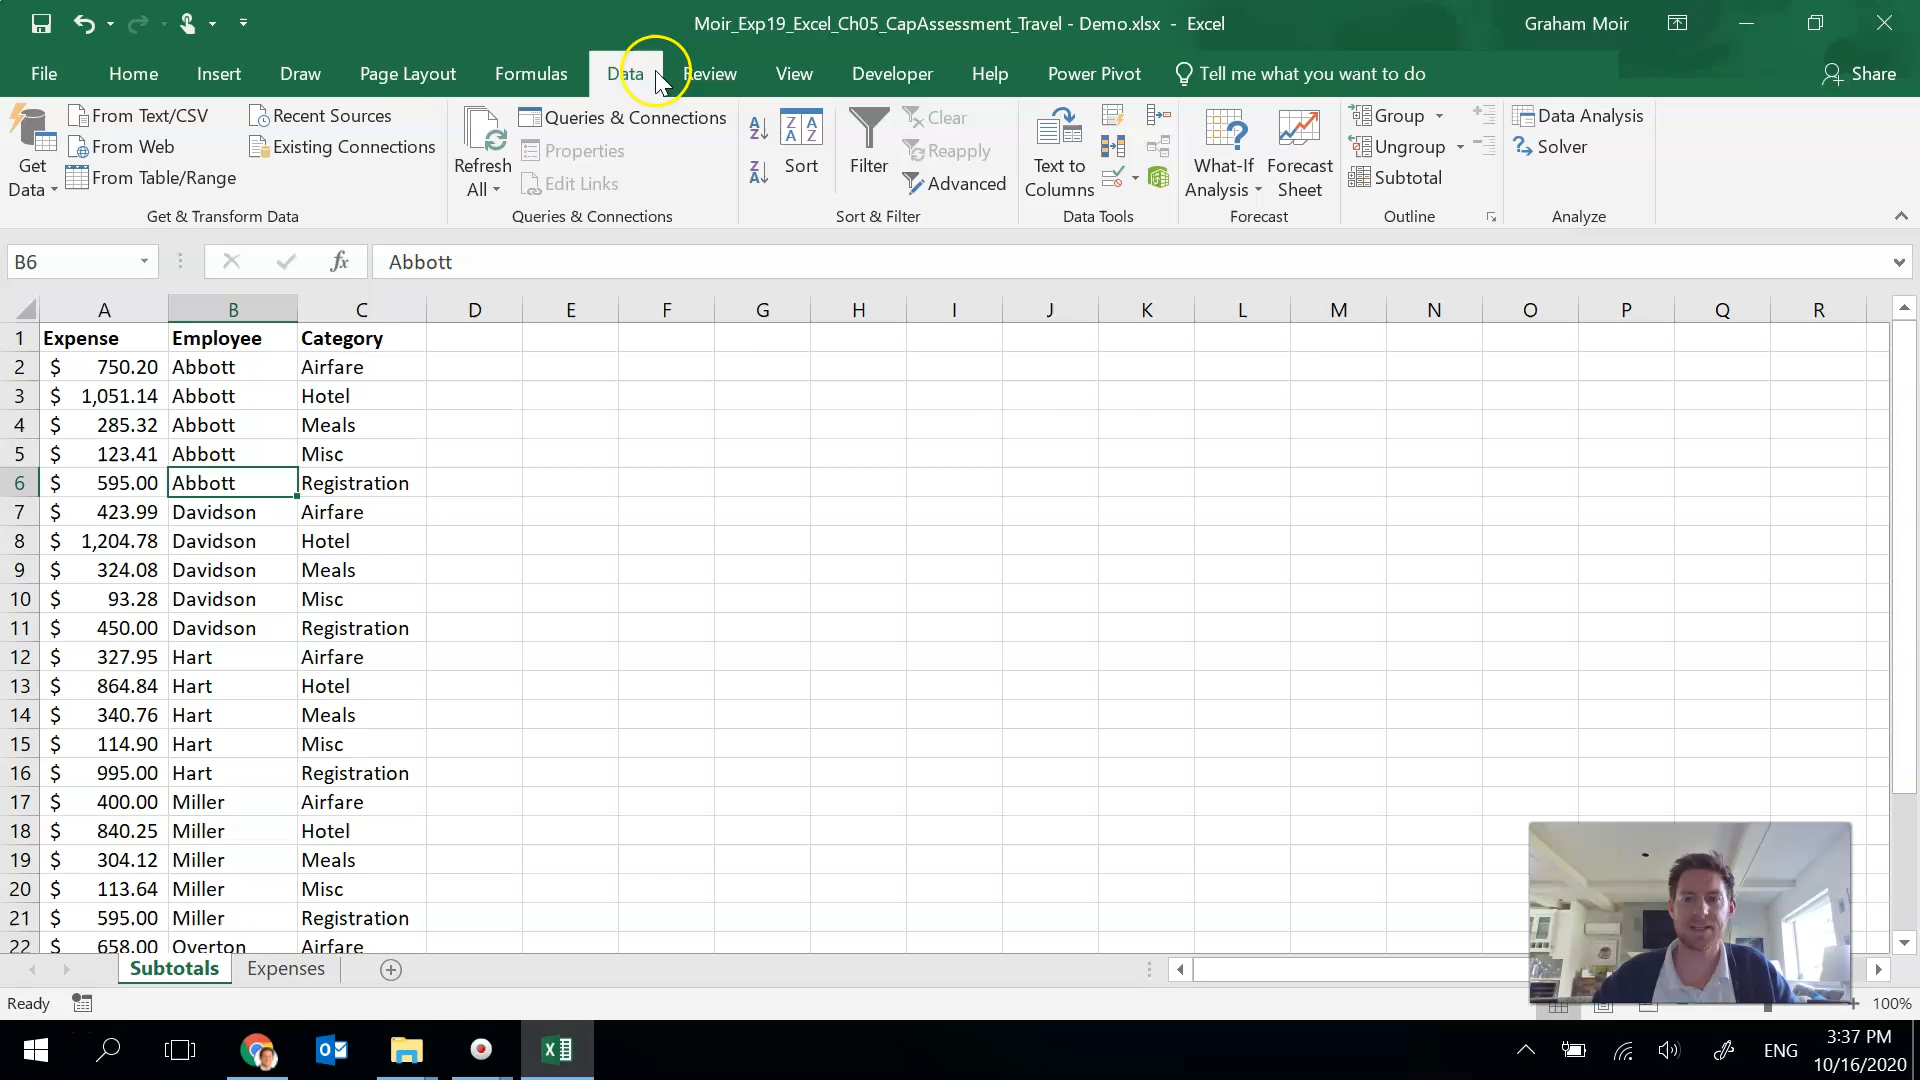 Moir_Exp19_Excel_Ch05_CapAssessment_Travel - Demo.xlsx - Excel
Graham Moir
File Home Insert Draw Page Layout Formulas Data Review View Developer Help Power Pivot Tell me what you want to do Share
Get Data
From Text/CSV
From Web
From Table/Range
Recent Sources
Existing Connections
Get & Transform Data
Refresh All
Queries & Connections
Properties
Edit Links
Queries & Connections
Sort
Filter
Clear
Reapply
Advanced
Sort & Filter
Text to Columns
Data Tools
What-If Analysis
Forecast Sheet
Forecast
Group
Ungroup
Subtotal
Outline
Data Analysis
Solver
Analyze
B6 fx Abbott
A B C D E F G H I J K L M N O P Q R
1 Expense Employee Category
2 $ 750.20 Abbott Airfare
3 $ 1,051.14 Abbott Hotel
4 $ 285.32 Abbott Meals
5 $ 123.41 Abbott Misc
6 $ 595.00 Abbott Registration
7 $ 423.99 Davidson Airfare
8 $ 1,204.78 Davidson Hotel
9 $ 324.08 Davidson Meals
10 $ 93.28 Davidson Misc
11 $ 450.00 Davidson Registration
12 $ 327.95 Hart Airfare
13 $ 864.84 Hart Hotel
14 $ 340.76 Hart Meals
15 $ 114.90 Hart Misc
16 $ 995.00 Hart Registration
17 $ 400.00 Miller Airfare
18 $ 840.25 Miller Hotel
19 $ 304.12 Miller Meals
20 $ 113.64 Miller Misc
21 $ 595.00 Miller Registration
22 $ 658.00 Overton Airfare
Subtotals Expenses
Ready 100%
ENG 3:37 PM
10/16/2020